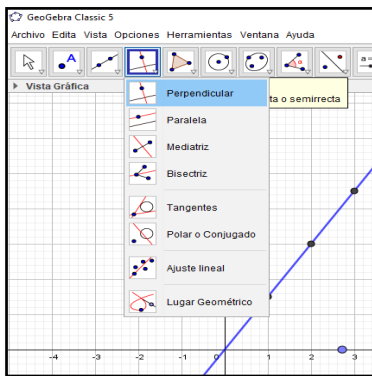 GeoGebra Classic 5
Archivo Edita Vista Opciones Herramientas Ventana Ayuda
A
α
a=
Vista Gráfica
Perpendicular
ta o semirrecta
Paralela
Mediatriz
Bisectriz
Tangentes
Polar o Conjugado
Ajuste lineal
Lugar Geométrico
-4 -3 -2 -1 0 1 2 3